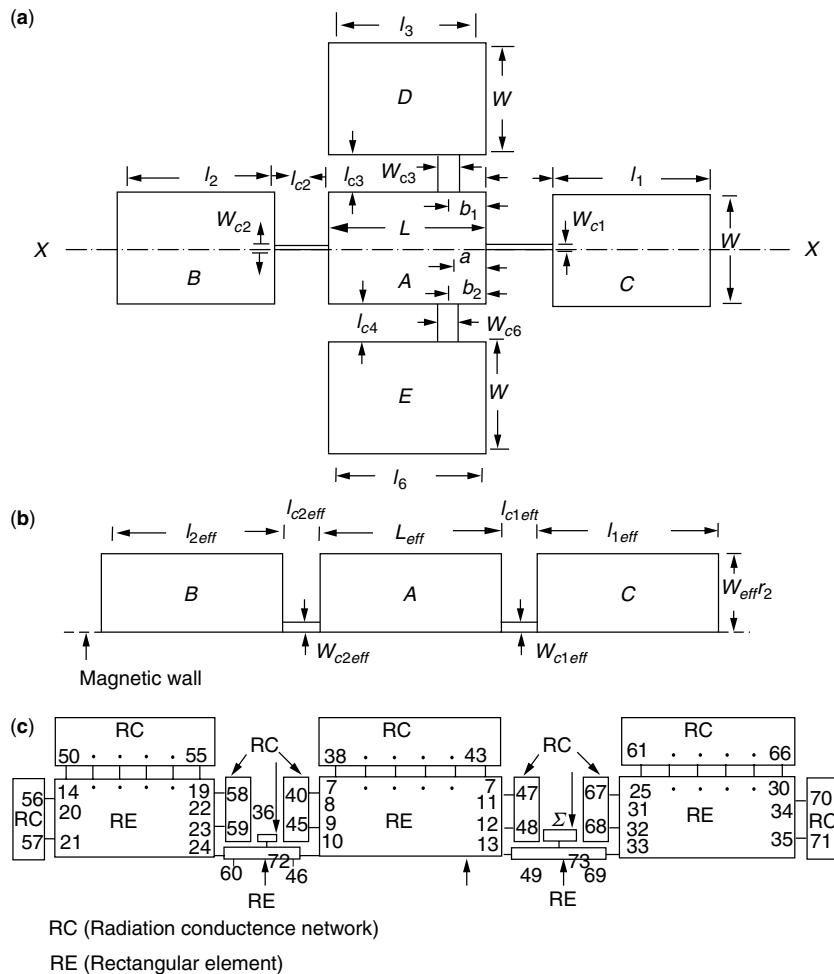 (a)
l3
D
W
l2
lc2
lc3
Wc3
l1
b1
Wc2
L
Wc1
W
X
X
a
B
A
b2
C
lc4
Wc6
E
W
l6
(b)
lc2eff
lc1eft
l2eff
Leff
l1eff
B
A
C
Weffr2
Wc2eff
Wc1eff
Magnetic wall
(c)
RC
RC
RC
RC
RC
50 55
38 43
61 66
56 14 19 58 40 7 7 47 67 25 30 70
20 22 36 8 11 Σ 31 34
RC RE RE RE RC
57 21 23 59 45 9 12 48 68 32 35 71
24 72 10 13 73 33
60 46 49 69
RE RE
RC (Radiation conductence network)
RE (Rectangular element)